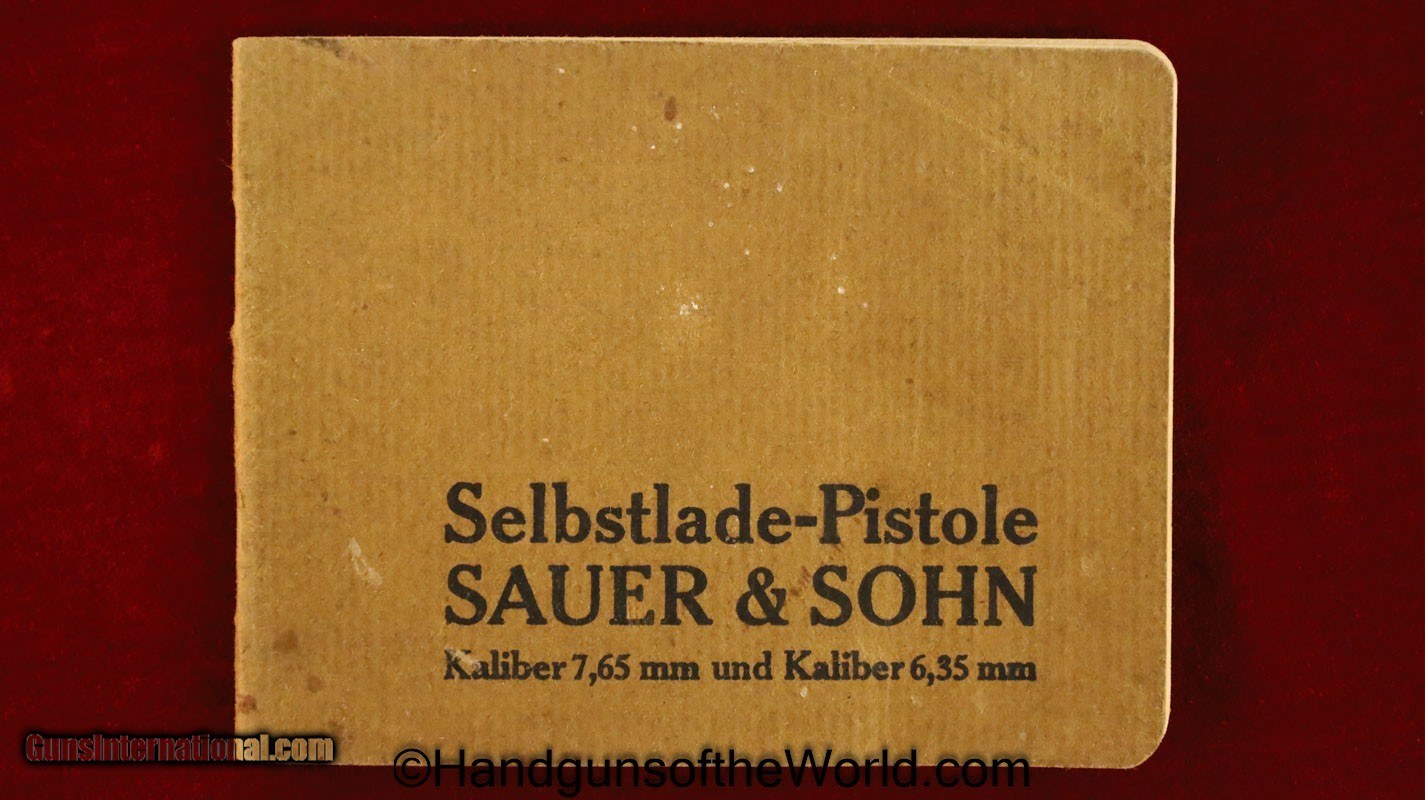 Selbstlade-Pistole
SAUER & SOHN
Kaliber 7,65 mm und Kaliber 6,35 mm
GunsInternational.com
©HandgunsoftheWorld.com